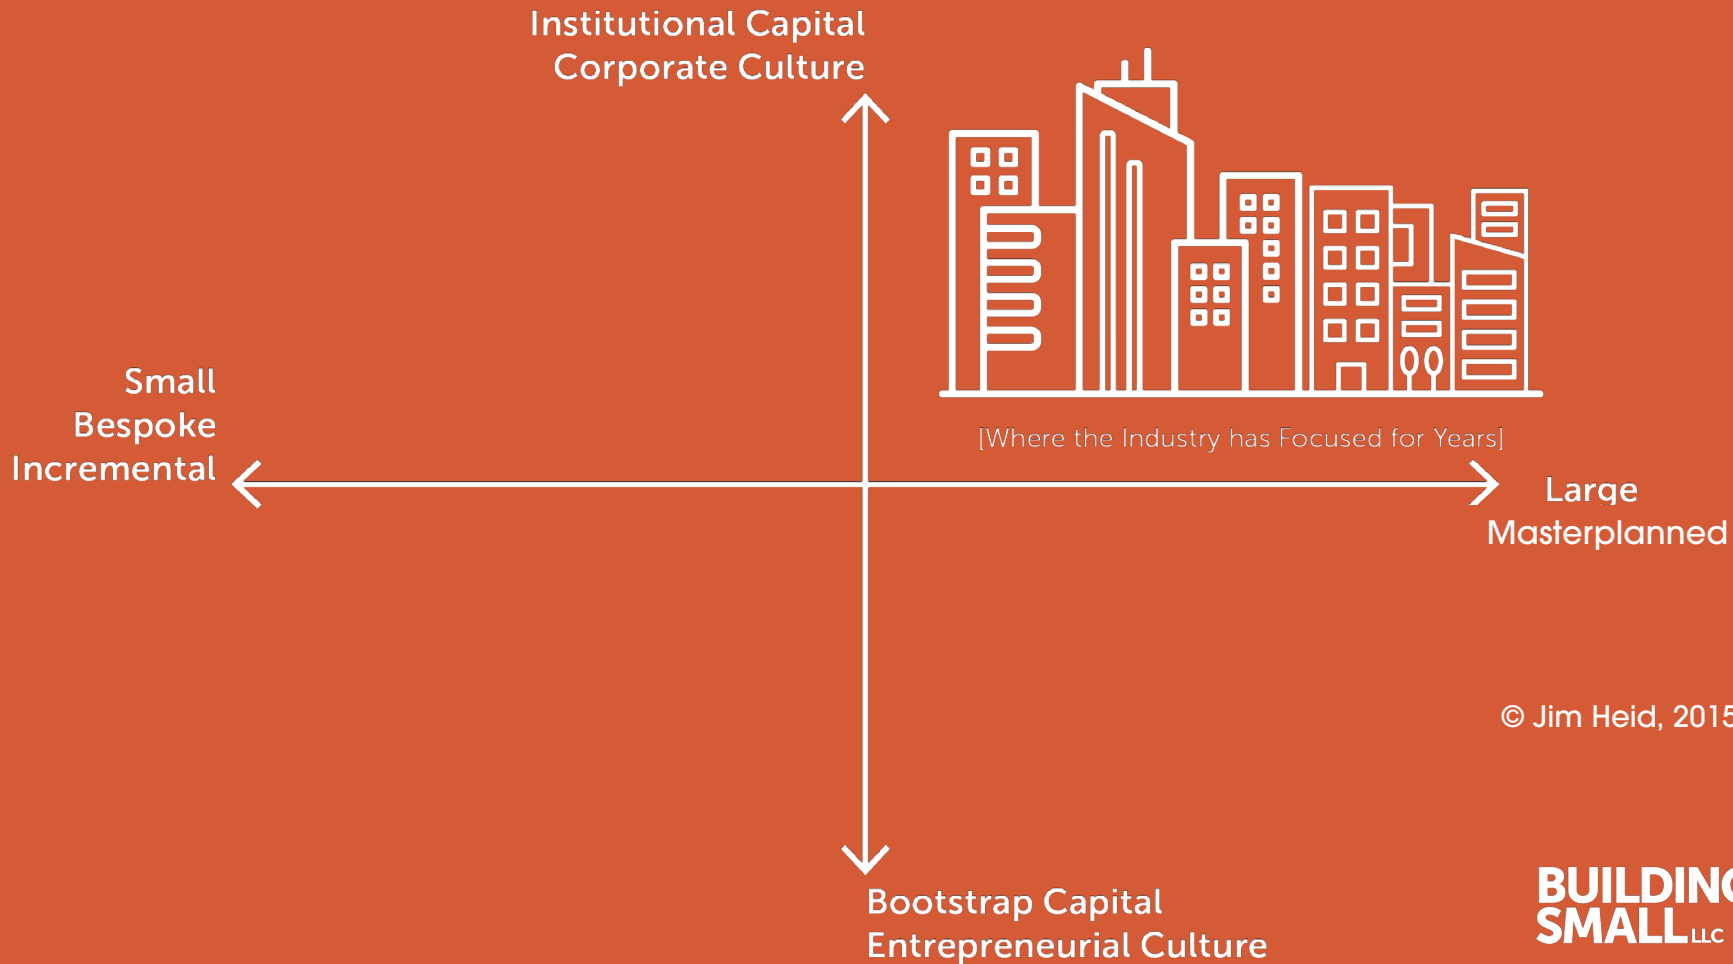 Institutional Capital
Corporate Culture
[Where the Industry has Focused for Years]
Small
Bespoke
Incremental
Large
Masterplanned
© Jim Heid, 2015
Bootstrap Capital
Entrepreneurial Culture
BUILDING
SMALL LLC